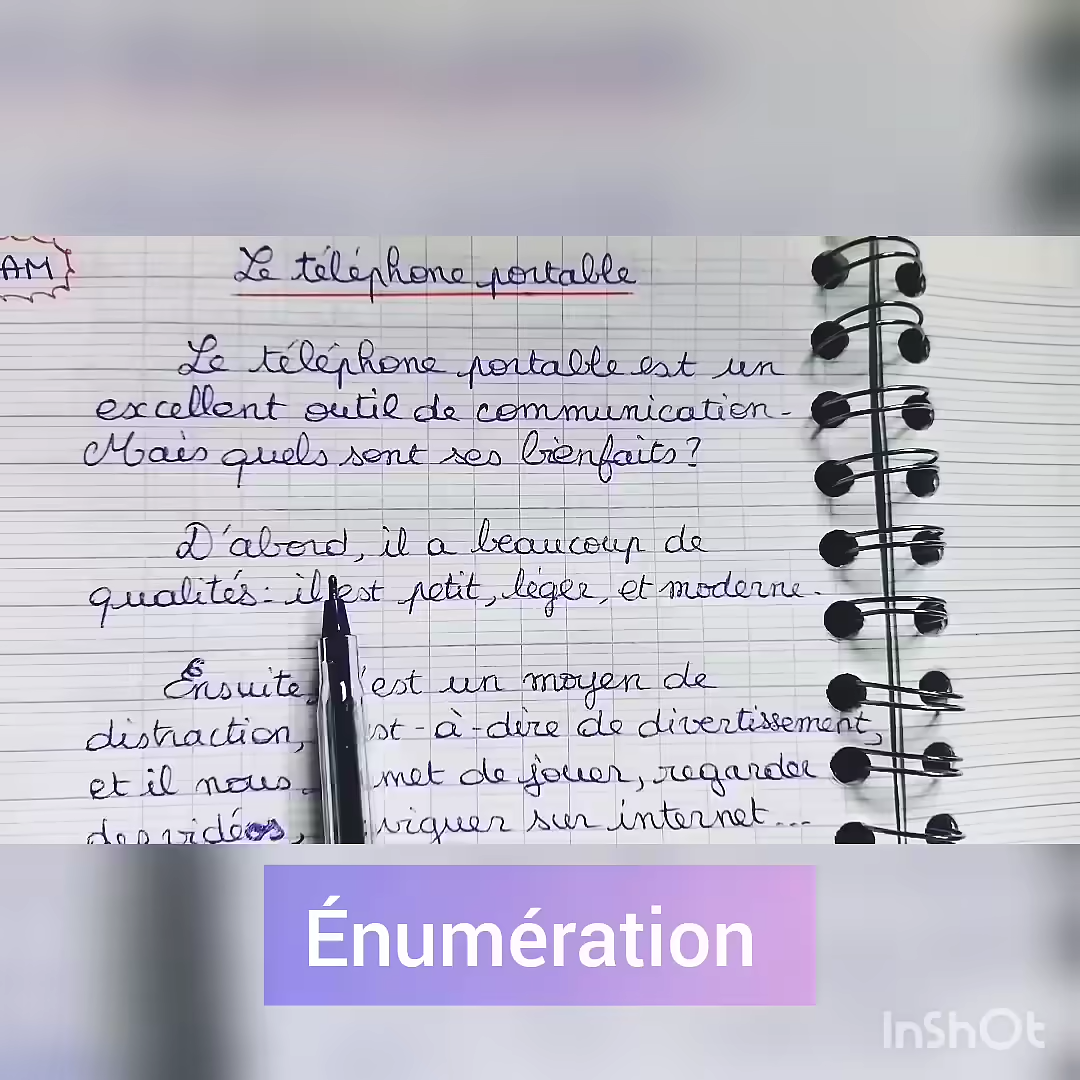 AM
Le téléphone portable
Le téléphone portable est un
excellent outil de communication.
Mais quels sont ses bienfaits?
D'abord, il a beaucoup de
qualités: il est petit, léger, et moderne.
Ensuite, 'est un moyen de
distraction, st-à-dire de divertissement,
et il nous met de jouer, regarder
des vidéos, viguer sur internet...
Énumération
InShOt